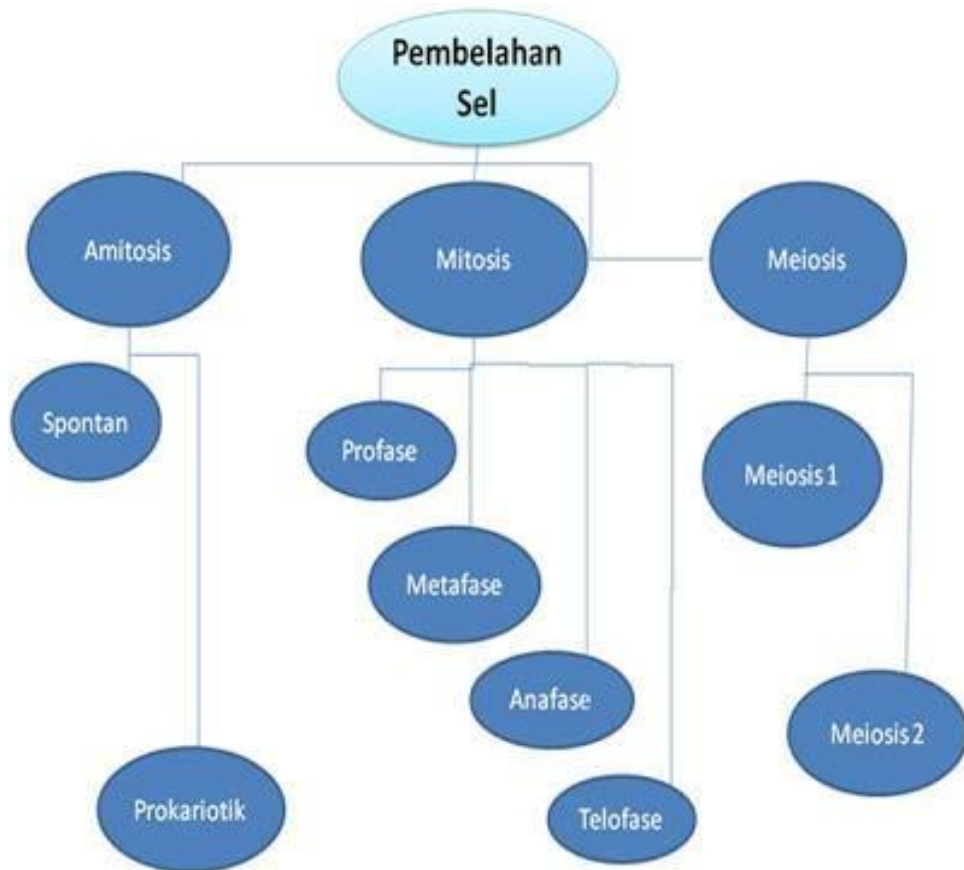 Pembelahan
Sel
Amitosis
Mitosis
Meiosis
Spontan
Profase
Meiosis 1
Metafase
Anafase
Meiosis 2
Prokariotik
Telofase